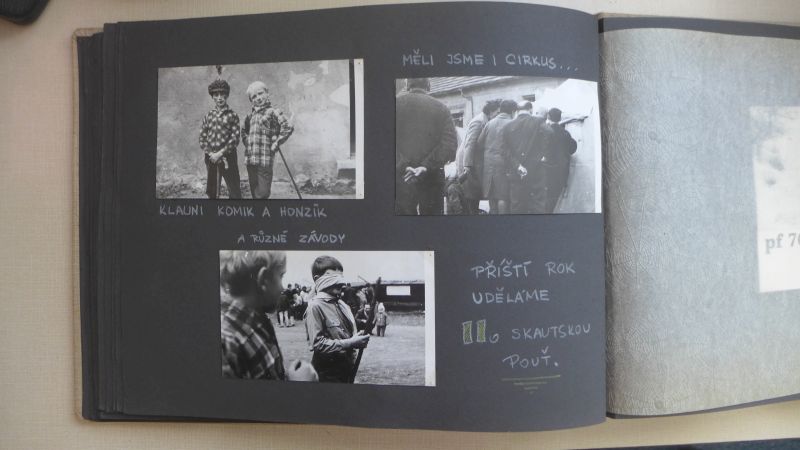 MĚLI JSME I CIRKUS...
KLAUNI KOMIK A HONZÍK
A RŮZNÉ ZÁVODY
PŘÍŠTÍ ROK
UDĚLÁME
II. SKAUTSKOU
POUŤ.
pf 70